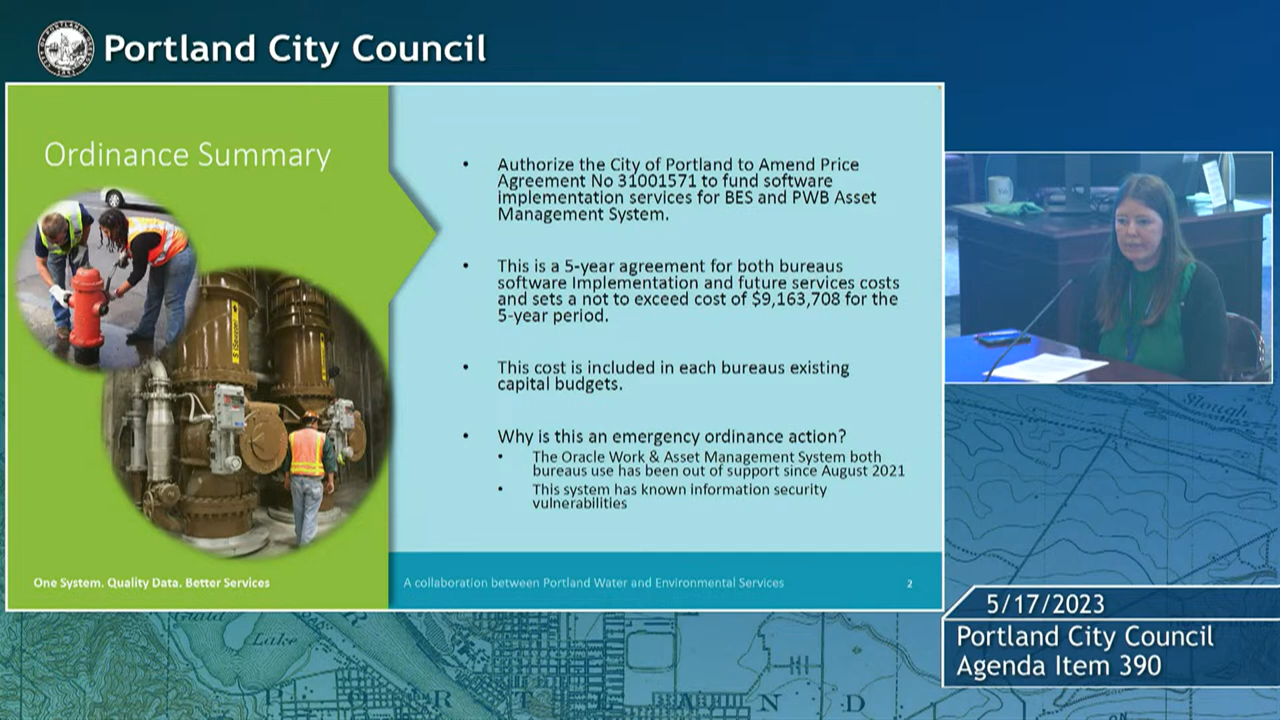 Portland City Council
Ordinance Summary
• Authorize the City of Portland to Amend Price
Agreement No 31001571 to fund software
implementation services for BES and PWB Asset
Management System.
• This is a 5-year agreement for both bureaus
software Implementation and future services costs
and sets a not to exceed cost of $9,163,708 for the
5-year period.
• This cost is included in each bureaus existing
capital budgets.
• Why is this an emergency ordinance action?
• The Oracle Work & Asset Management System both
bureaus use has been out of support since August 2021
• This system has known information security
vulnerabilities
One System. Quality Data. Better Services
A collaboration between Portland Water and Environmental Services
2
5/17/2023
Portland City Council
Agenda Item 390
Slough
Guild
Lake